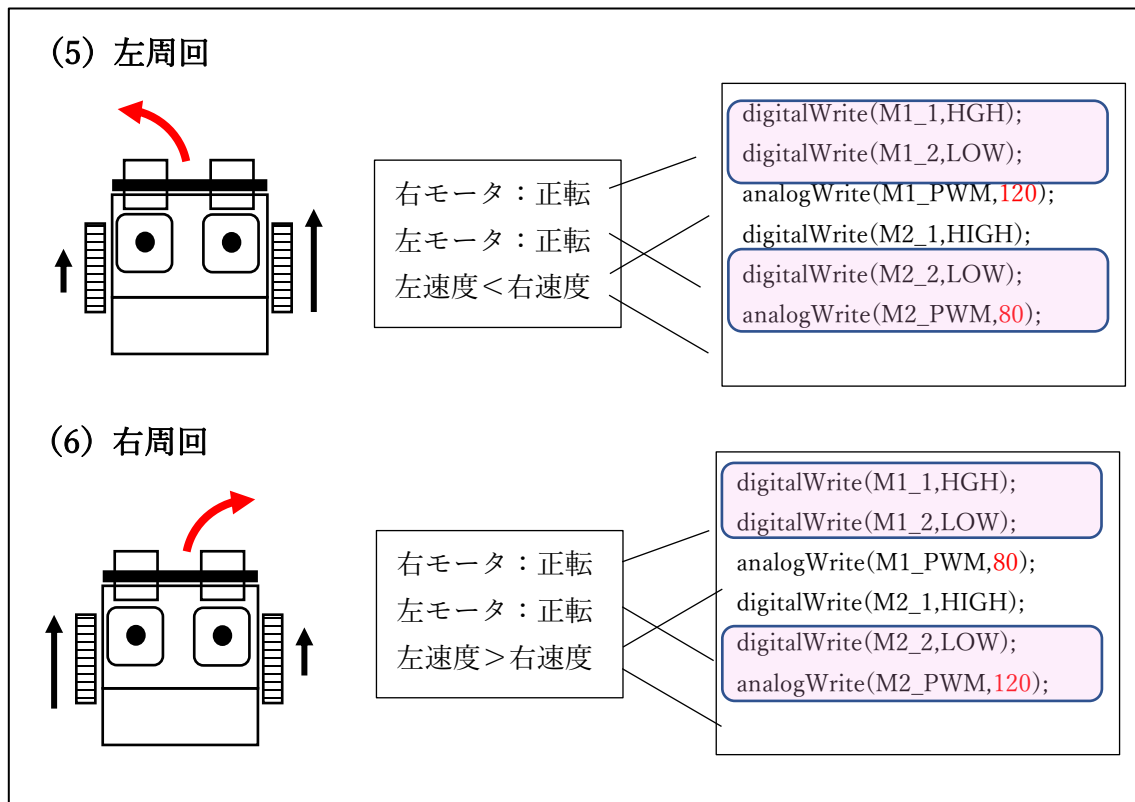 (5) 左周回
右モータ：正転
左モータ：正転
左速度＜右速度
digitalWrite(M1_1,HGH);
digitalWrite(M1_2,LOW);
analogWrite(M1_PWM,120);
digitalWrite(M2_1,HIGH);
digitalWrite(M2_2,LOW);
analogWrite(M2_PWM,80);
(6) 右周回
右モータ：正転
左モータ：正転
左速度＞右速度
digitalWrite(M1_1,HGH);
digitalWrite(M1_2,LOW);
analogWrite(M1_PWM,80);
digitalWrite(M2_1,HIGH);
digitalWrite(M2_2,LOW);
analogWrite(M2_PWM,120);